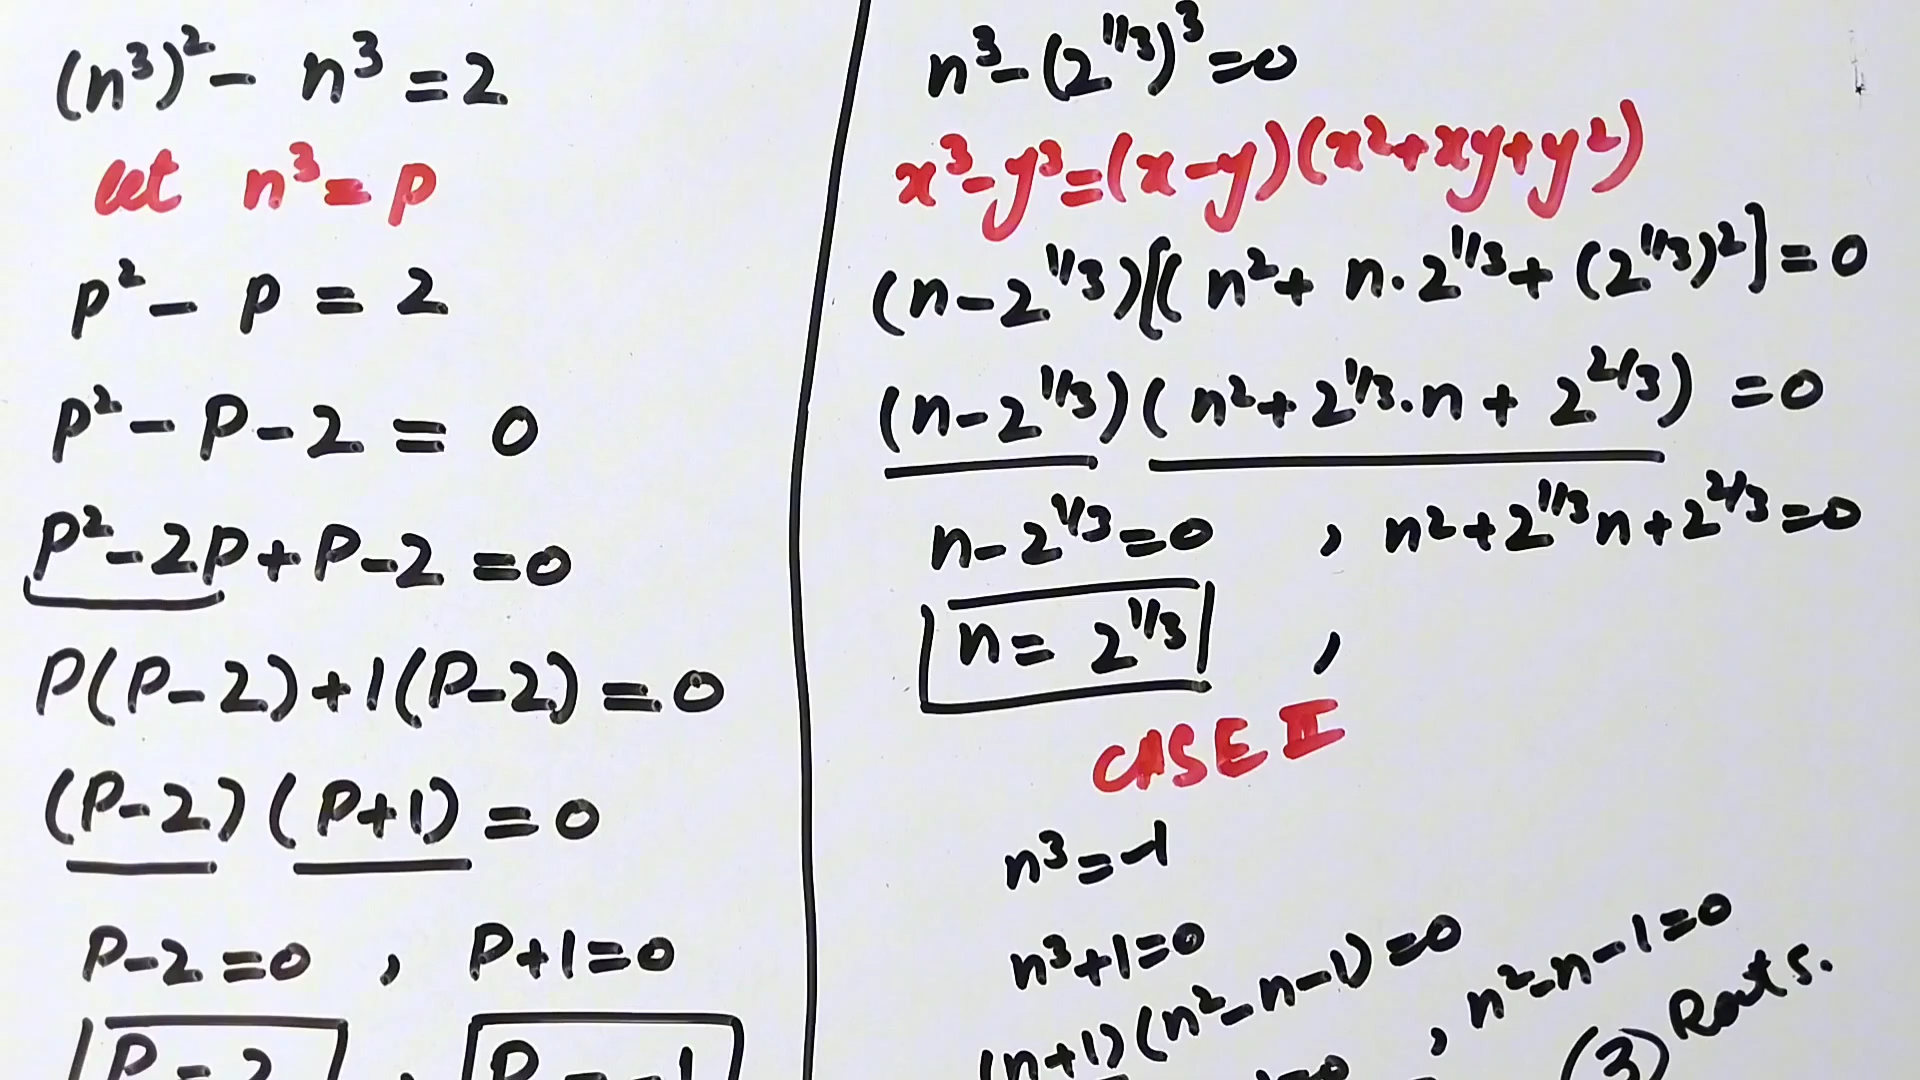 (n³)² - n³ = 2
let n³ = p
p² - p = 2
p² - p - 2 = 0
p² - 2p + p - 2 = 0
p(p-2) + 1(p-2) = 0
(p-2)(p+1) = 0
p-2 = 0 , p+1 = 0
p = 2 , p = -1
n³ - (2^1/3)³ = 0
x³ - y³ = (x-y)(x²+xy+y²)
(n - 2^1/3)[( n² + n·2^1/3 + (2^1/3)²] = 0
(n - 2^1/3)( n² + 2^1/3·n + 2^2/3) = 0
n - 2^1/3 = 0 , n² + 2^1/3 n + 2^2/3 = 0
n = 2^1/3 ,
CASE II
n³ = -1
n³+1=0
(n+1)(n²-n-1)=0
, n²-n-1=0
(3) Roots.